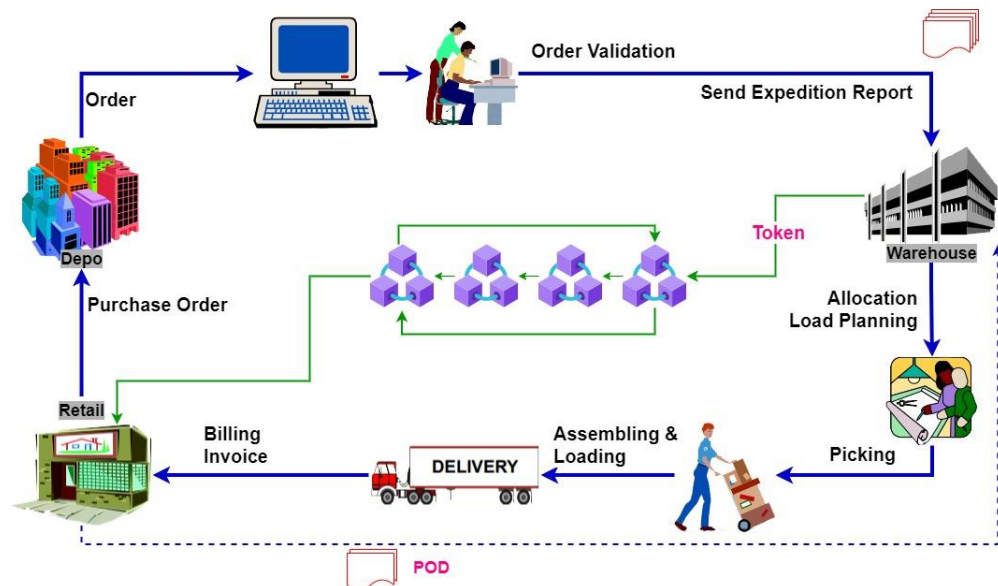 Order Validation
Send Expedition Report
Order
Depo
Token
Warehouse
Purchase Order
Allocation
Load Planning
Retail
Billing
Invoice
DELIVERY
Assembling &
Loading
Picking
POD